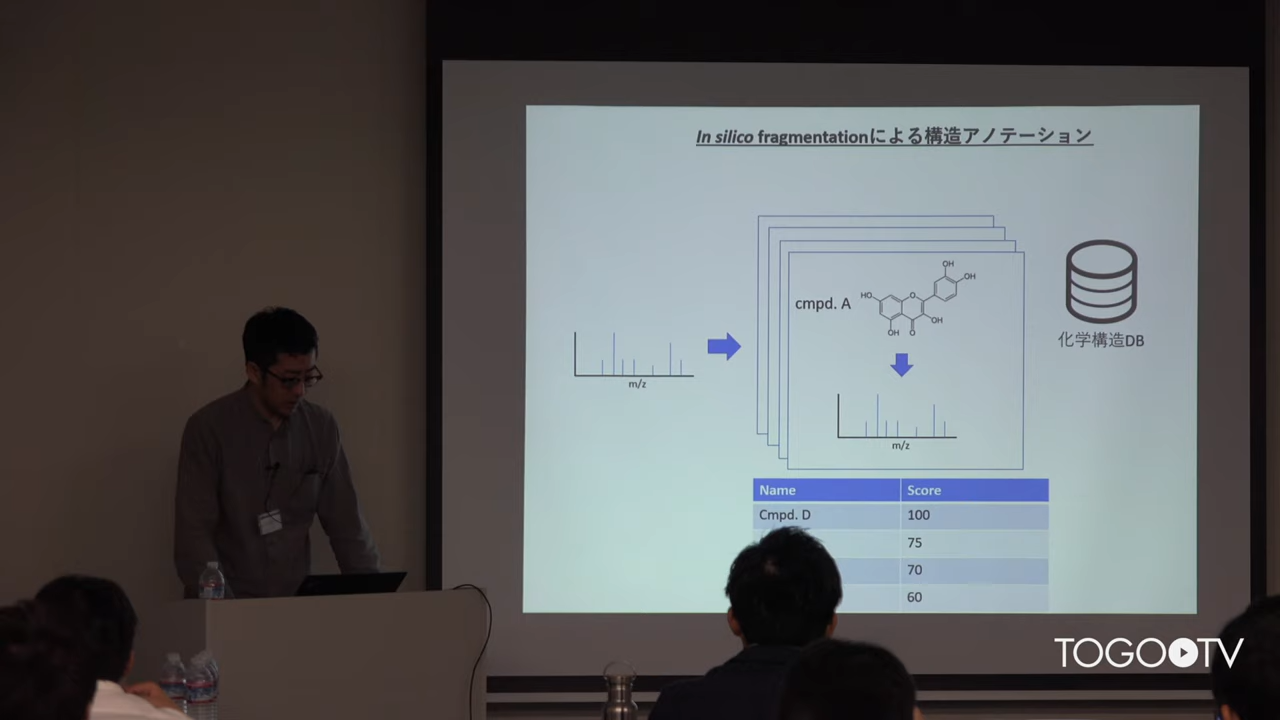 In silico fragmentationによる構造アノテーション
OH
OH
HO
O
cmpd. A
OH
OH
O
化学構造DB
m/z
m/z
Name Score
Cmpd. D 100
75
70
60
TOGOTV